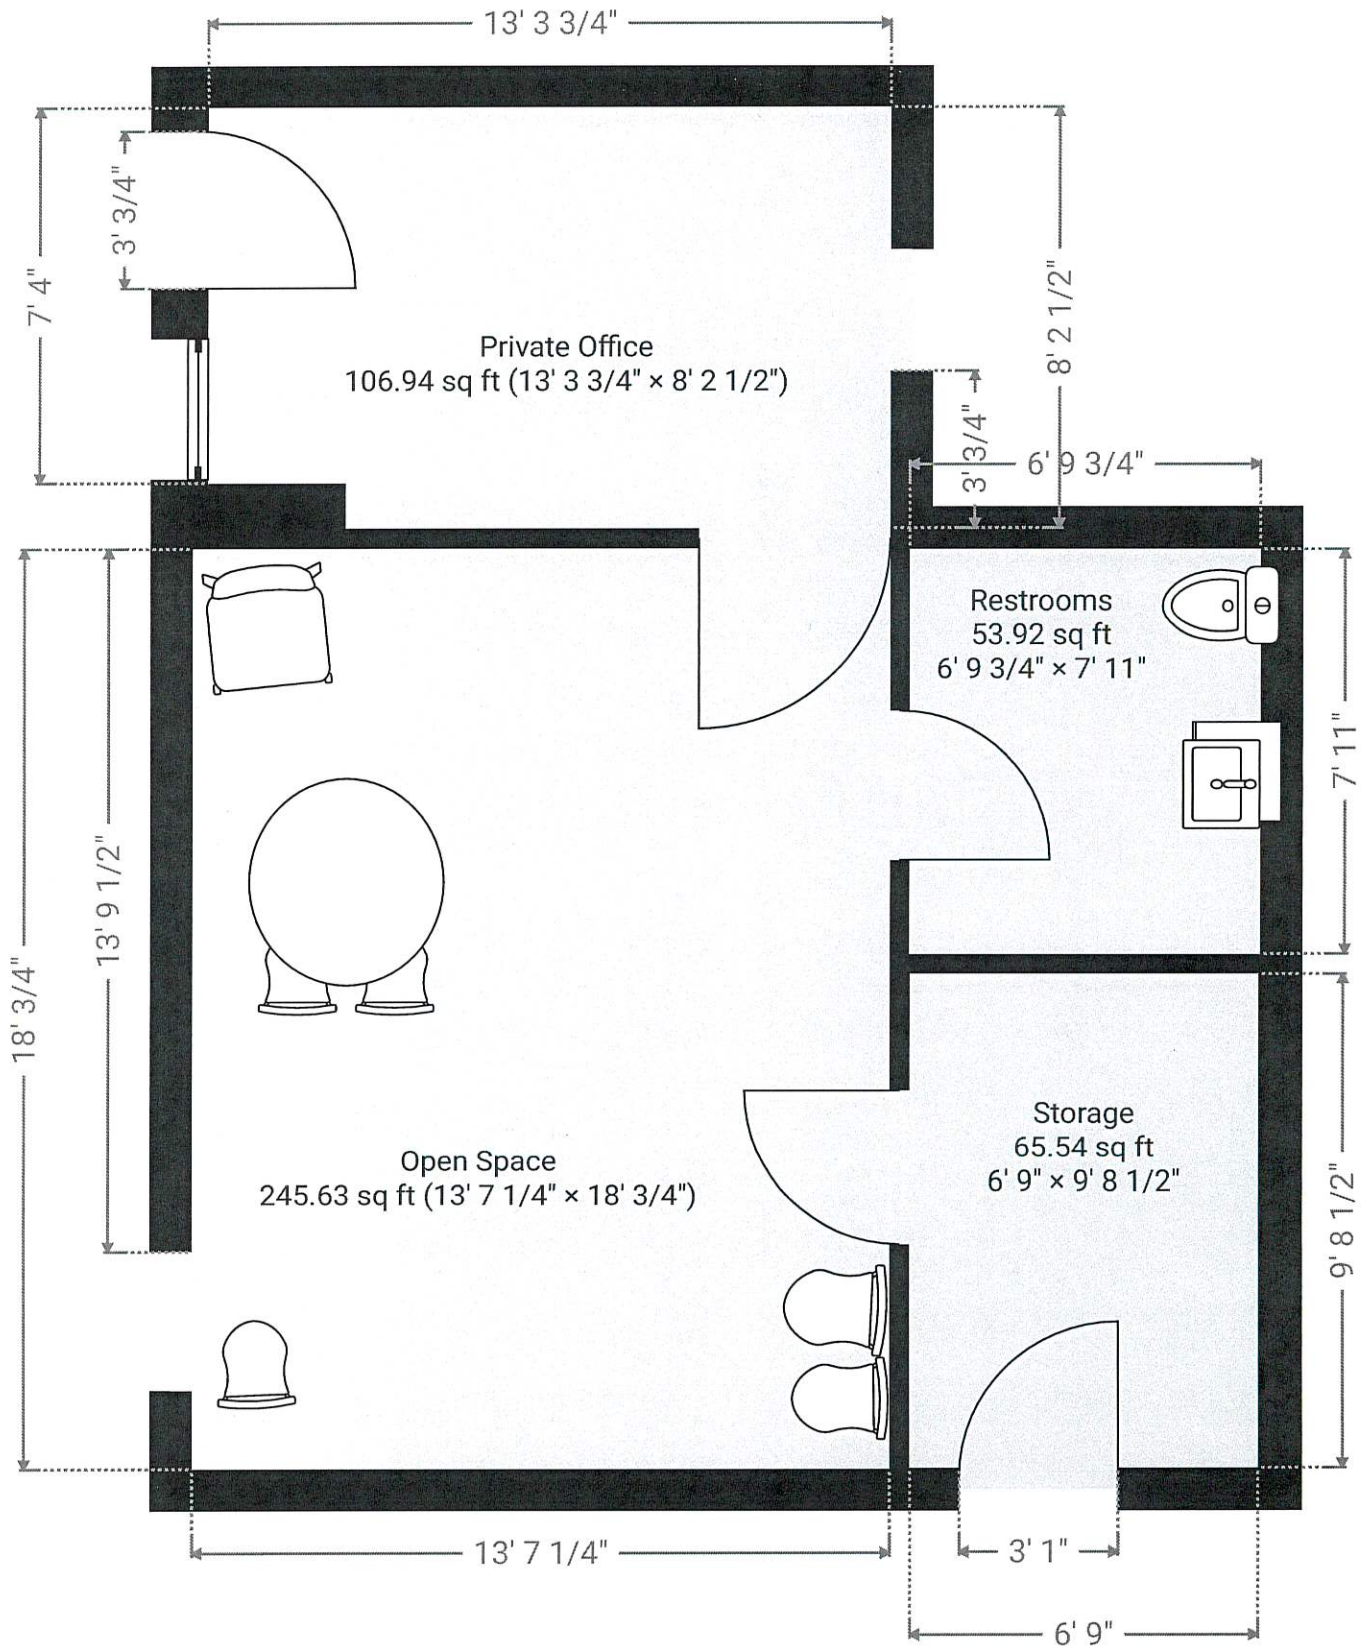 13' 3 3/4"
3' 3/4"
7' 4"
8' 2 1/2"
Private Office
106.94 sq ft (13' 3 3/4" × 8' 2 1/2")
3' 3/4"
6' 9 3/4"
Restrooms
53.92 sq ft
6' 9 3/4" × 7' 11"
7' 11"
13' 9 1/2"
18' 3/4"
Storage
65.54 sq ft
6' 9" × 9' 8 1/2"
Open Space
245.63 sq ft (13' 7 1/4" × 18' 3/4")
9' 8 1/2"
13' 7 1/4"
3' 1"
6' 9"